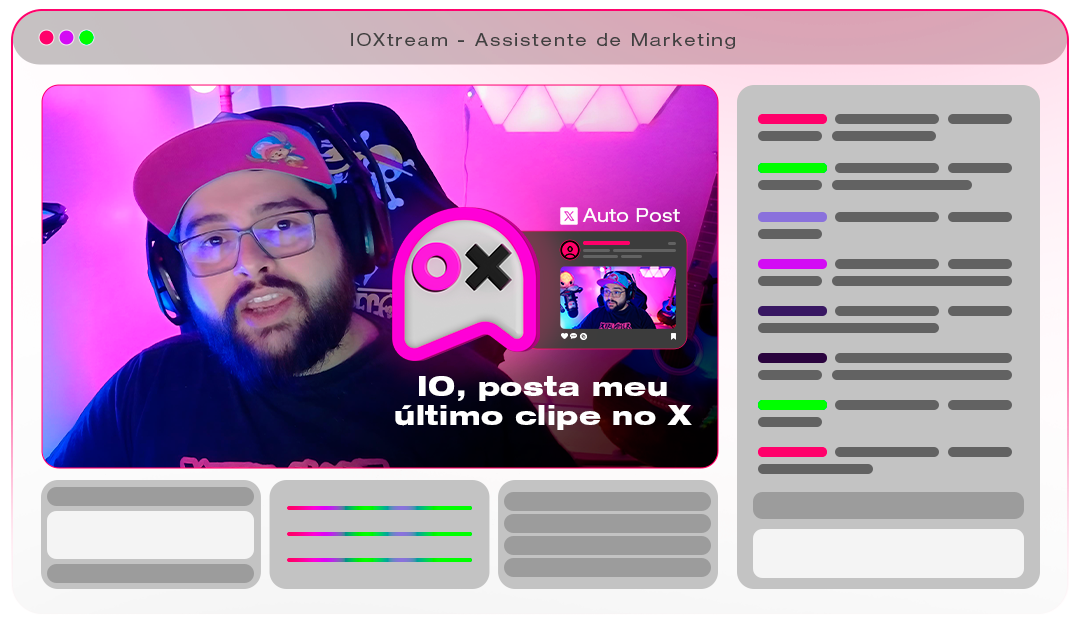 IOXtream - Assistente de Marketing
X Auto Post
IO, posta meu
último clipe no X